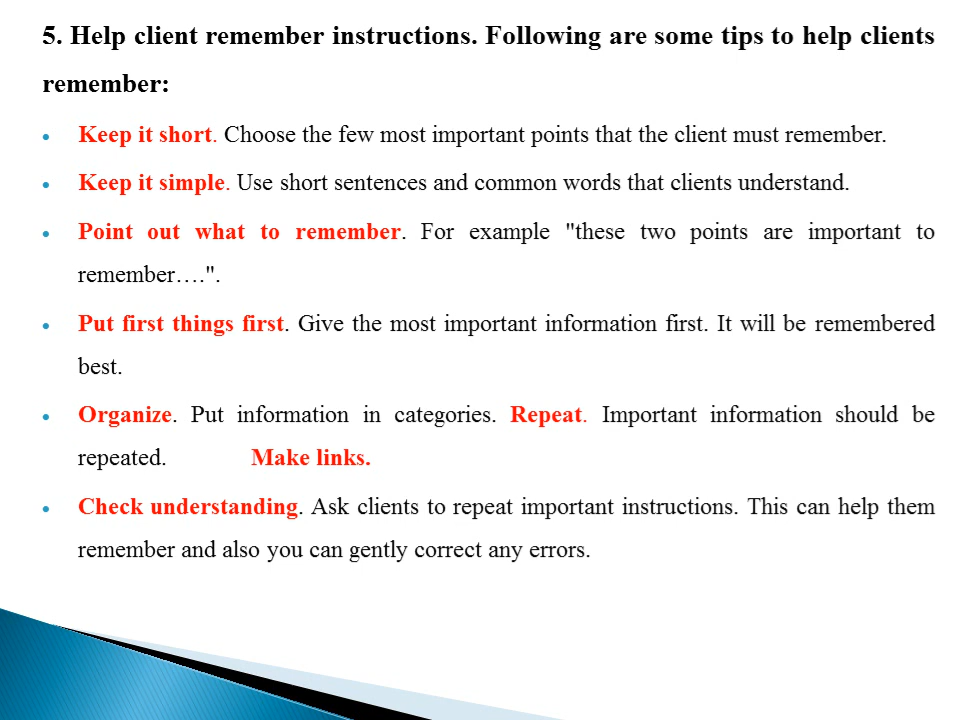 5. Help client remember instructions. Following are some tips to help clients
remember:
• Keep it short. Choose the few most important points that the client must remember.
• Keep it simple. Use short sentences and common words that clients understand.
• Point out what to remember. For example "these two points are important to
remember….".
• Put first things first. Give the most important information first. It will be remembered
best.
• Organize. Put information in categories. Repeat. Important information should be
repeated. Make links.
• Check understanding. Ask clients to repeat important instructions. This can help them
remember and also you can gently correct any errors.